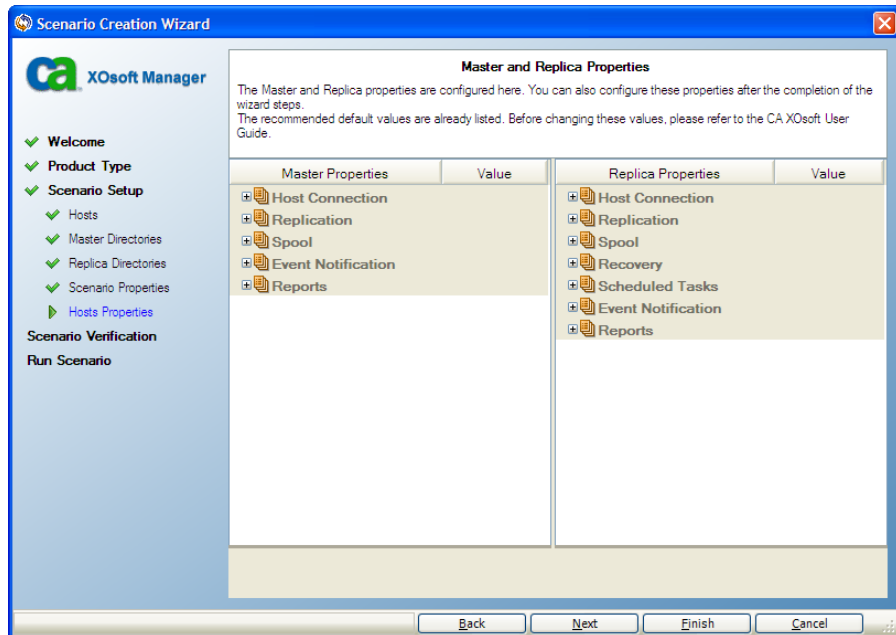 Scenario Creation Wizard
ca XOsoft Manager
Welcome
Product Type
Scenario Setup
Hosts
Master Directories
Replica Directories
Scenario Properties
Hosts Properties
Scenario Verification
Run Scenario
Master and Replica Properties
The Master and Replica properties are configured here. You can also configure these properties after the completion of the
wizard steps.
The recommended default values are already listed. Before changing these values, please refer to the CA XOsoft User
Guide.
Master Properties Value
Host Connection
Replication
Spool
Event Notification
Reports
Replica Properties Value
Host Connection
Replication
Spool
Recovery
Scheduled Tasks
Event Notification
Reports
Back Next Finish Cancel